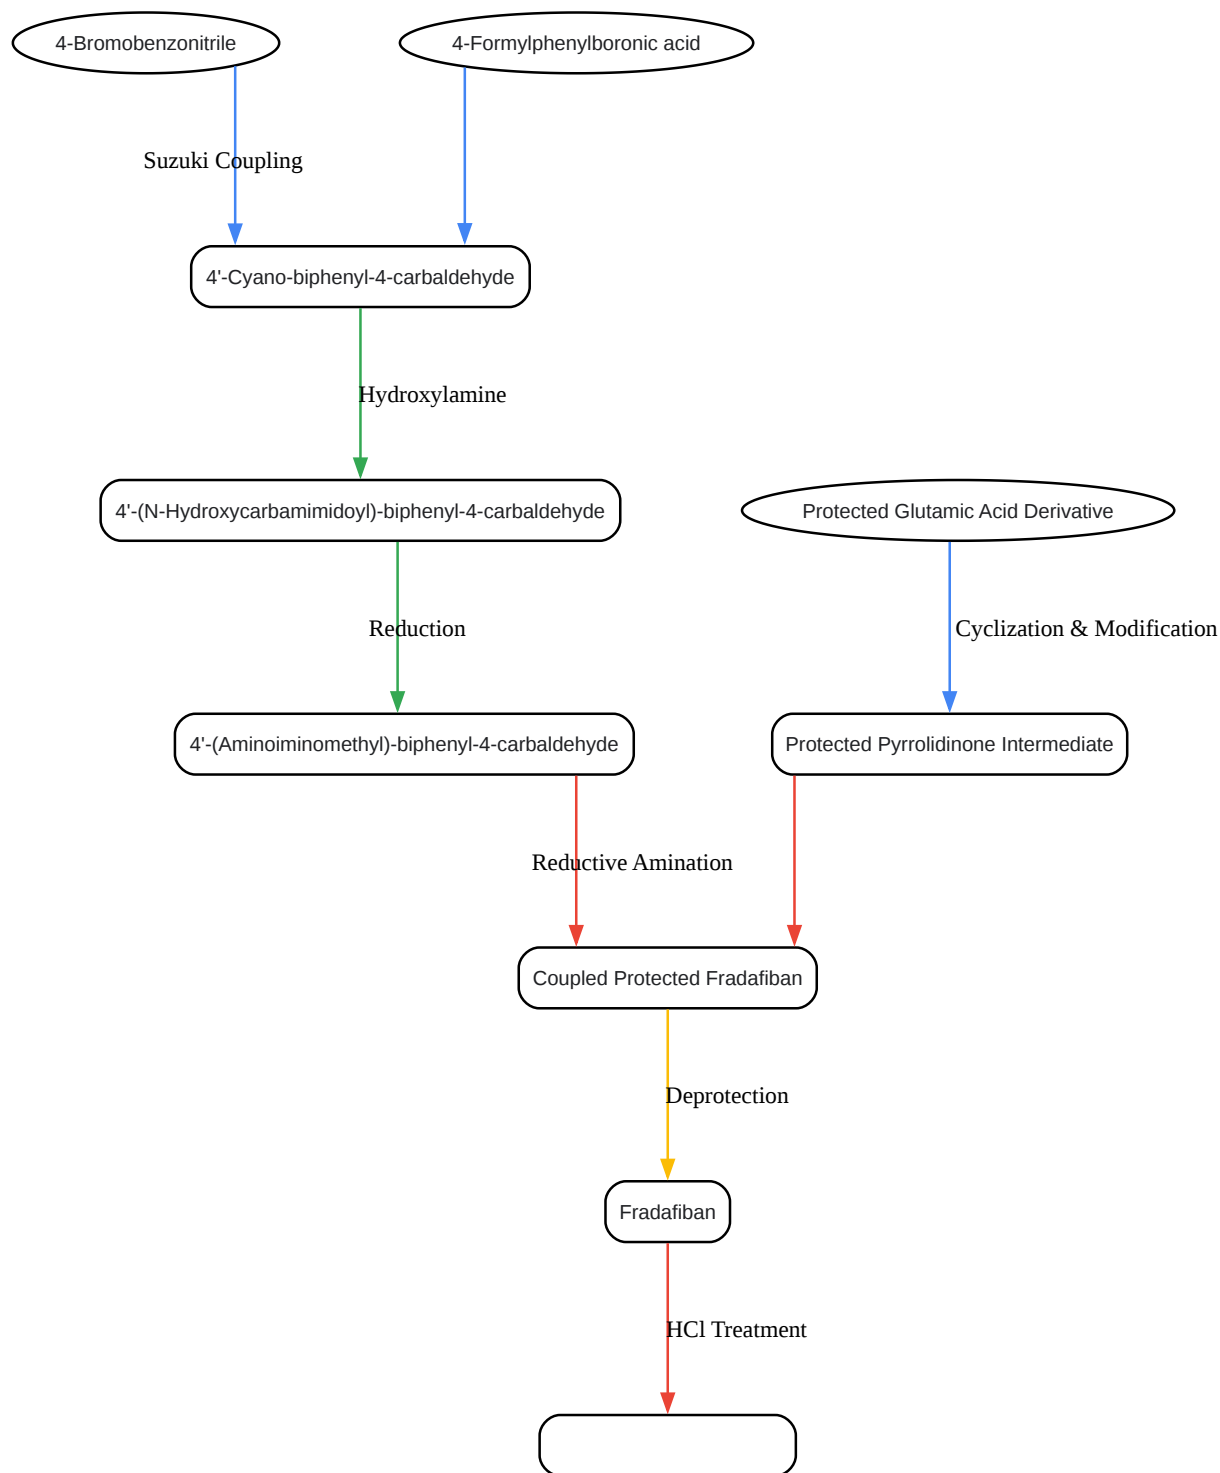 4-Bromobenzonitrile
4-Formylphenylboronic acid
Suzuki Coupling
4'-Cyano-biphenyl-4-carbaldehyde
Hydroxylamine
4'-(N-Hydroxycarbamimidoyl)-biphenyl-4-carbaldehyde
Protected Glutamic Acid Derivative
Reduction
Cyclization & Modification
4'-(Aminoiminomethyl)-biphenyl-4-carbaldehyde
Protected Pyrrolidinone Intermediate
Reductive Amination
Coupled Protected Fradafiban
Deprotection
Fradafiban
HCl Treatment